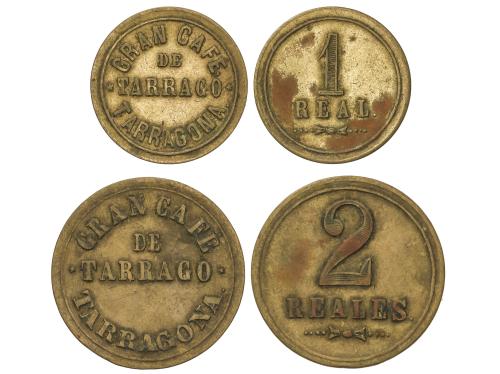 GRAN CAFE
DE
·TARRAGO·
TARRAGONA.
1
REAL.
GRAN CAFE
DE
·TARRAGO·
TARRAGONA.
2
REALES.